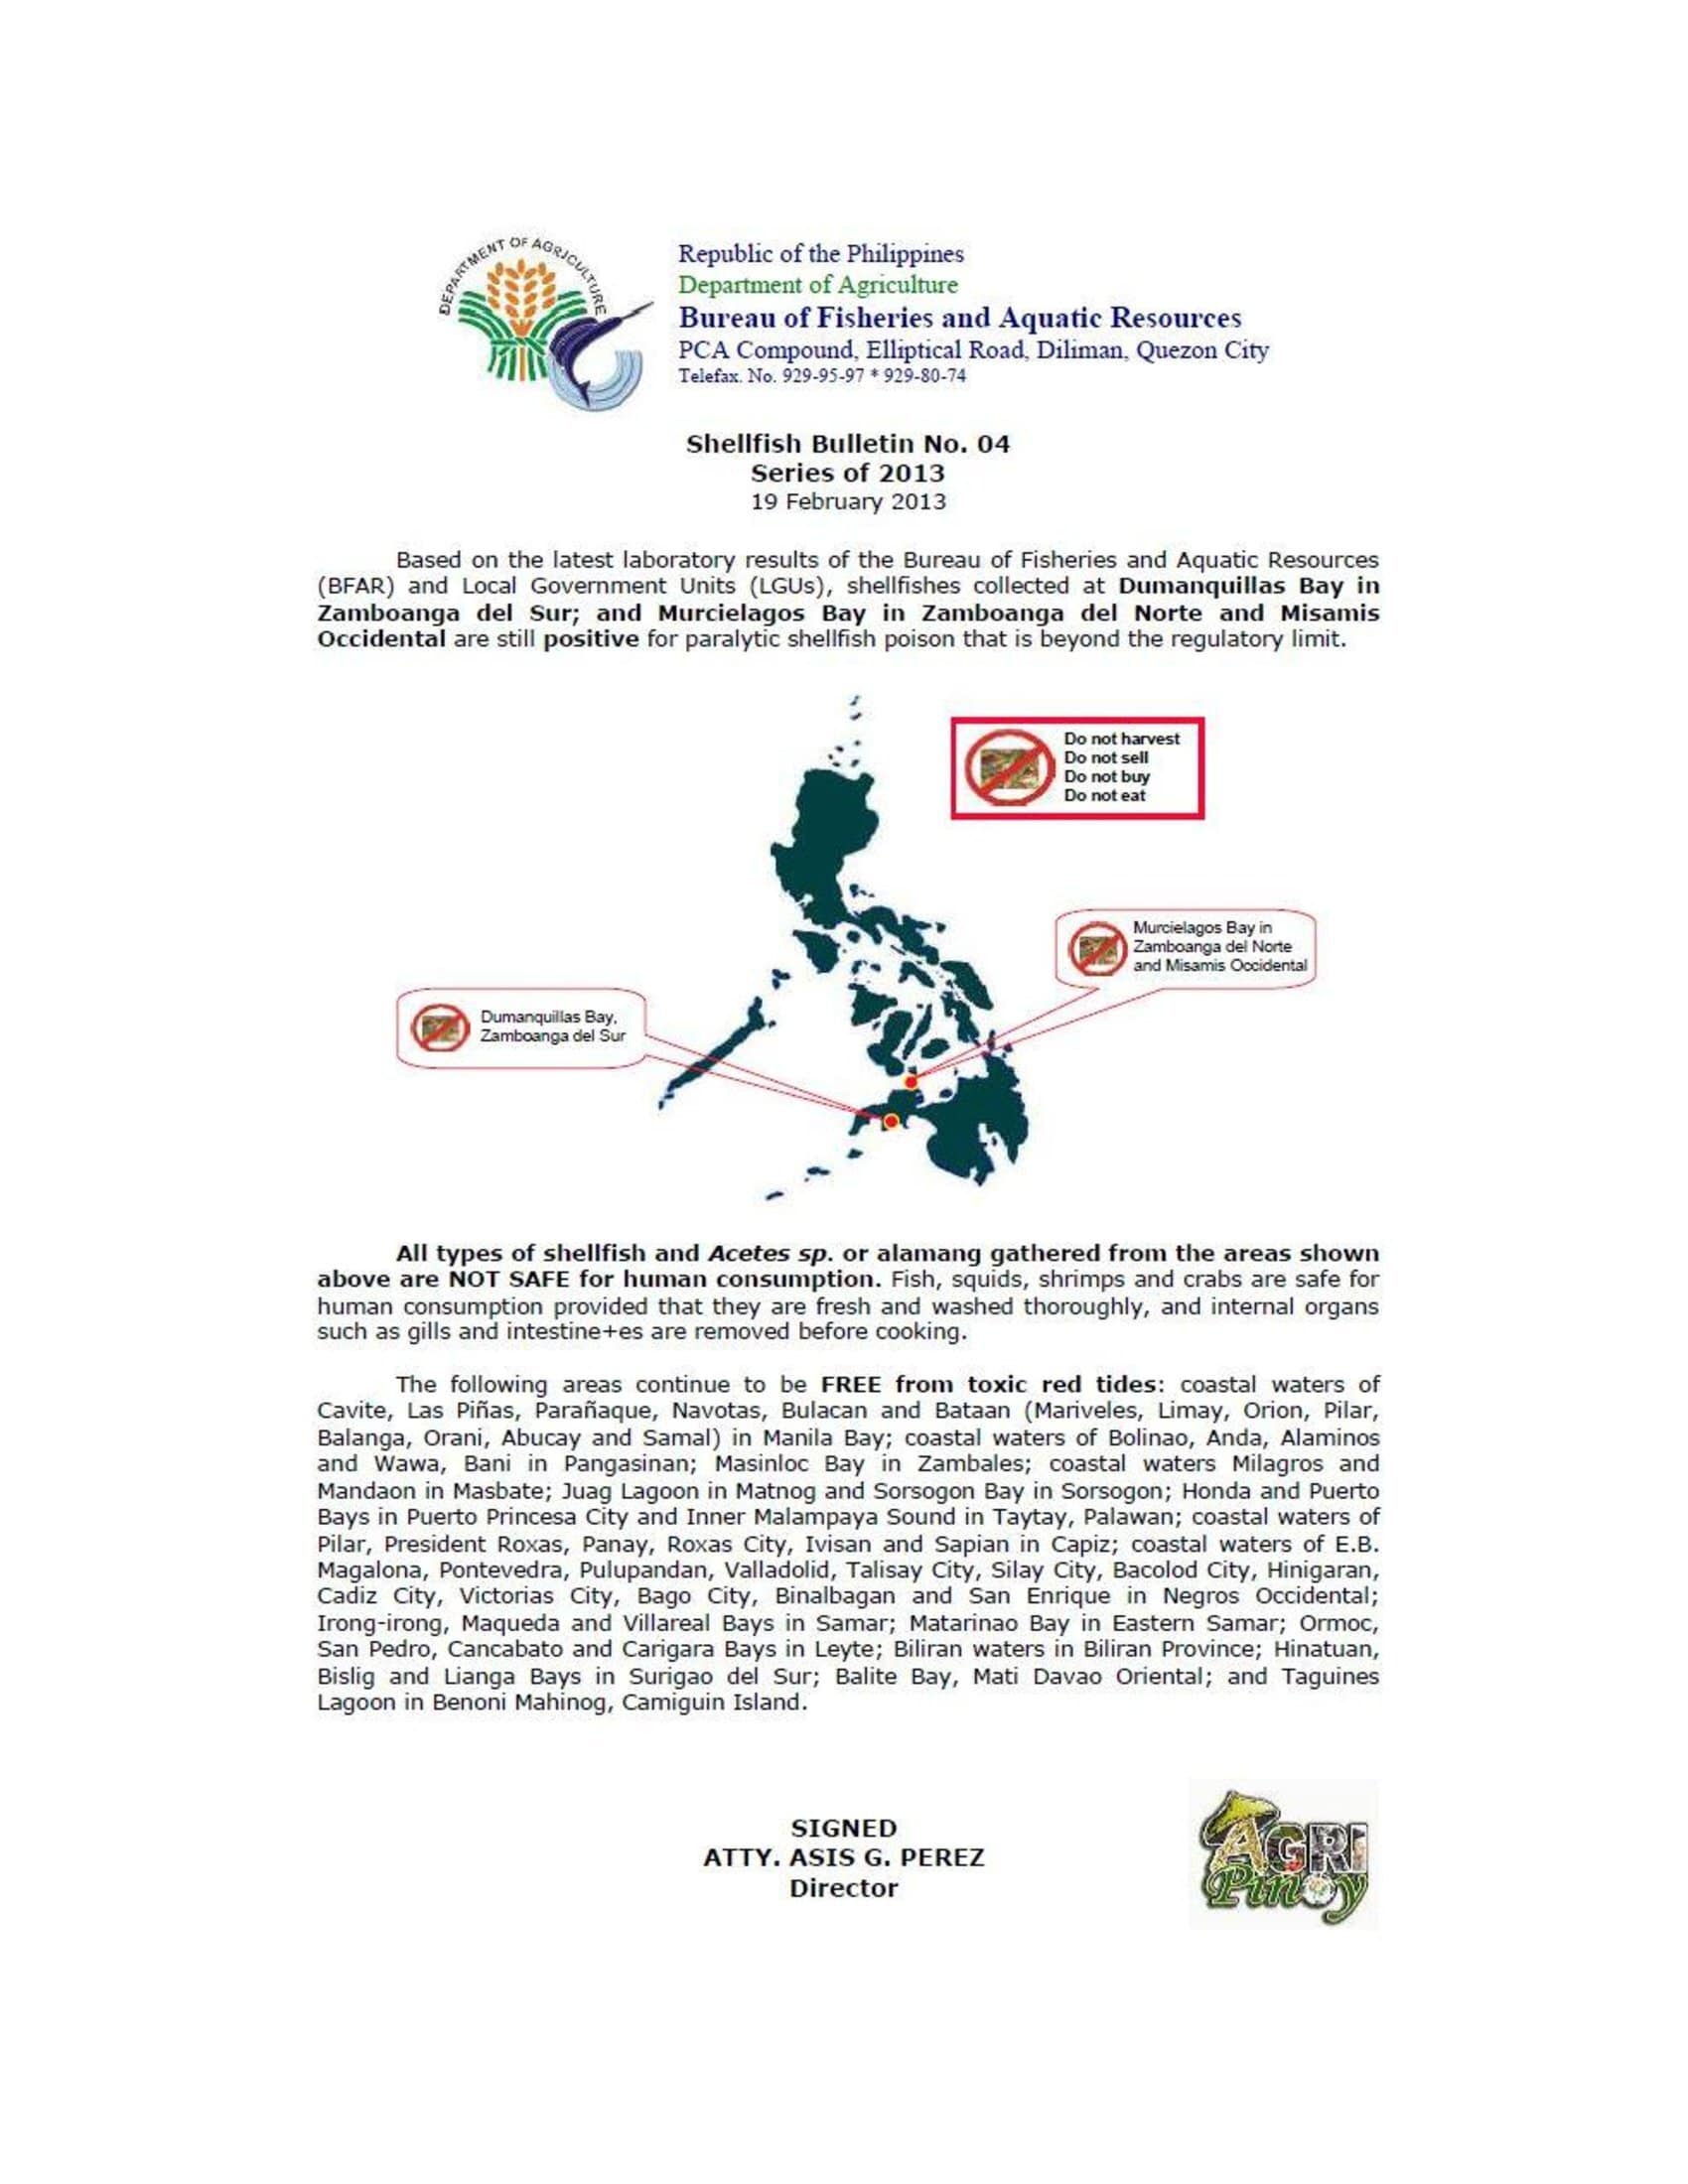 DEPARTMENT OF AGRICULTURE
Republic of the Philippines
Department of Agriculture
Bureau of Fisheries and Aquatic Resources
PCA Compound, Elliptical Road, Diliman, Quezon City
Telefax. No. 929-95-97 * 929-80-74
Shellfish Bulletin No. 04
Series of 2013
19 February 2013
Based on the latest laboratory results of the Bureau of Fisheries and Aquatic Resources
(BFAR) and Local Government Units (LGUs), shellfishes collected at Dumanquillas Bay in
Zamboanga del Sur; and Murcielagos Bay in Zamboanga del Norte and Misamis
Occidental are still positive for paralytic shellfish poison that is beyond the regulatory limit.
Do not harvest
Do not sell
Do not buy
Do not eat
Murcielagos Bay in
Zamboanga del Norte
and Misamis Occidental
Dumanquillas Bay,
Zamboanga del Sur
All types of shellfish and Acetes sp. or alamang gathered from the areas shown
above are NOT SAFE for human consumption. Fish, squids, shrimps and crabs are safe for
human consumption provided that they are fresh and washed thoroughly, and internal organs
such as gills and intestine+es are removed before cooking.
The following areas continue to be FREE from toxic red tides: coastal waters of
Cavite, Las Piñas, Parañaque, Navotas, Bulacan and Bataan (Mariveles, Limay, Orion, Pilar,
Balanga, Orani, Abucay and Samal) in Manila Bay; coastal waters of Bolinao, Anda, Alaminos
and Wawa, Bani in Pangasinan; Masinloc Bay in Zambales; coastal waters Milagros and
Mandaon in Masbate; Juag Lagoon in Matnog and Sorsogon Bay in Sorsogon; Honda and Puerto
Bays in Puerto Princesa City and Inner Malampaya Sound in Taytay, Palawan; coastal waters of
Pilar, President Roxas, Panay, Roxas City, Ivisan and Sapian in Capiz; coastal waters of E.B.
Magalona, Pontevedra, Pulupandan, Valladolid, Talisay City, Silay City, Bacolod City, Hinigaran,
Cadiz City, Victorias City, Bago City, Binalbagan and San Enrique in Negros Occidental;
Irong-irong, Maqueda and Villareal Bays in Samar; Matarinao Bay in Eastern Samar; Ormoc,
San Pedro, Cancabato and Carigara Bays in Leyte; Biliran waters in Biliran Province; Hinatuan,
Bislig and Lianga Bays in Surigao del Sur; Balite Bay, Mati Davao Oriental; and Taguines
Lagoon in Benoni Mahinog, Camiguin Island.
SIGNED
ATTY. ASIS G. PEREZ
Director
AGRI
Pinoy